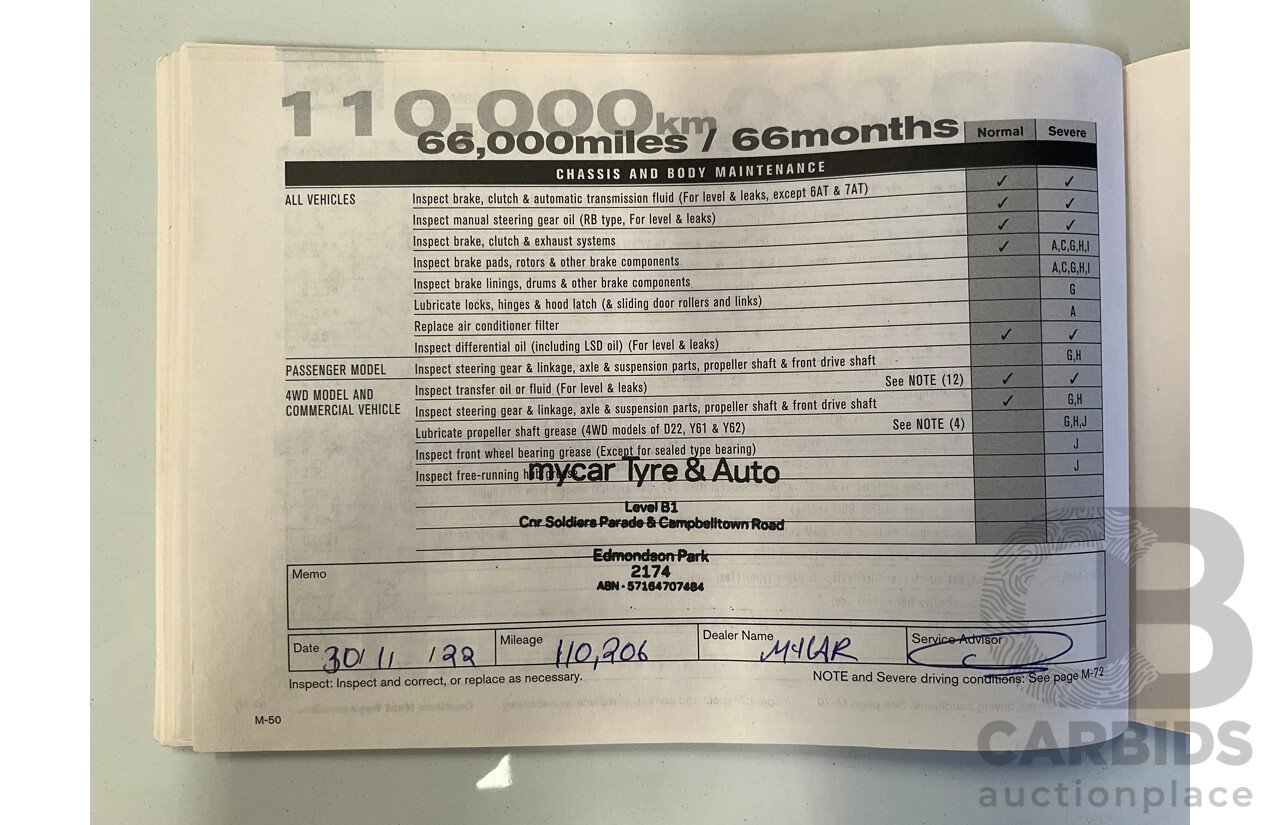 110,000km
66,000miles / 66months
Normal Severe
CHASSIS AND BODY MAINTENANCE
ALL VEHICLES Inspect brake, clutch & automatic transmission fluid (For level & leaks, except 6AT & 7AT) ✓ ✓
Inspect manual steering gear oil (RB type, For level & leaks) ✓ ✓
Inspect brake, clutch & exhaust systems ✓ ✓
Inspect brake pads, rotors & other brake components ✓ A,C,G,H,I
Inspect brake linings, drums & other brake components A,C,G,H,I
Lubricate locks, hinges & hood latch (& sliding door rollers and links) G
Replace air conditioner filter A
Inspect differential oil (including LSD oil) (For level & leaks) ✓ ✓
PASSENGER MODEL Inspect steering gear & linkage, axle & suspension parts, propeller shaft & front drive shaft G,H
4WD MODEL AND
COMMERCIAL VEHICLE
Inspect transfer oil or fluid (For level & leaks) See NOTE (12) ✓ ✓
Inspect steering gear & linkage, axle & suspension parts, propeller shaft & front drive shaft ✓ G,H
Lubricate propeller shaft grease (4WD models of D22, Y61 & Y62) See NOTE (4) G,H,J
Inspect front wheel bearing grease (Except for sealed type bearing) J
Inspect free-running hub grease J
mycar Tyre & Auto
Level B1
Cnr Soldiers Parade & Campbelltown Road
Edmondson Park
2174
ABN - 57164707484
Memo
Date 30/11/22 Mileage 110,206 Dealer Name MYCAR Service Advisor
Inspect: Inspect and correct, or replace as necessary. NOTE and Severe driving conditions: See page M-72
M-50
CB
CARBIDS
auctionplace